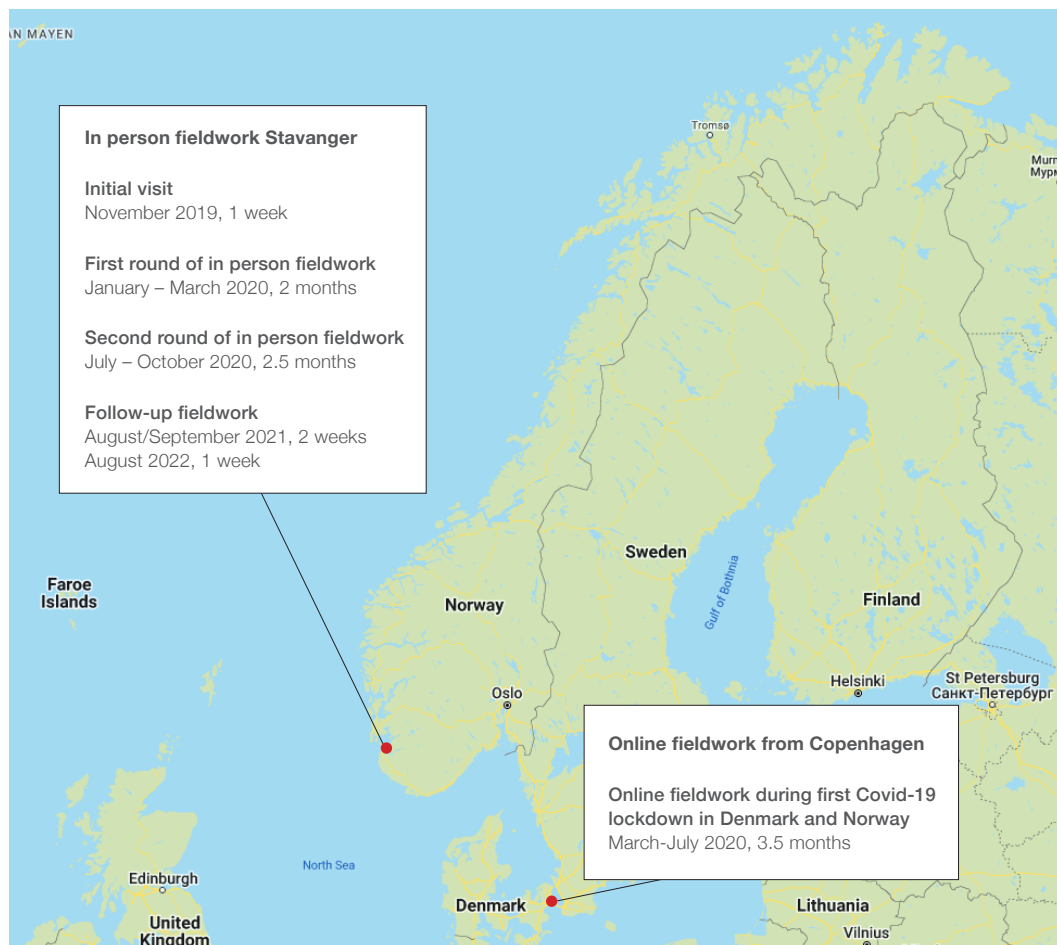 AN MAYEN
In person fieldwork Stavanger
Initial visit
November 2019, 1 week
First round of in person fieldwork
January – March 2020, 2 months
Second round of in person fieldwork
July – October 2020, 2.5 months
Follow-up fieldwork
August/September 2021, 2 weeks
August 2022, 1 week
Tromsø
Murm
Мурм
Faroe
Islands
Norway
Sweden
Gulf of Bothnia
Finland
Oslo
Helsinki
St Petersburg
Санкт-Петербург
Online fieldwork from Copenhagen
Online fieldwork during first Covid-19
lockdown in Denmark and Norway
March-July 2020, 3.5 months
North Sea
Edinburgh
United
Kingdom
Denmark
Lithuania
Vilnius